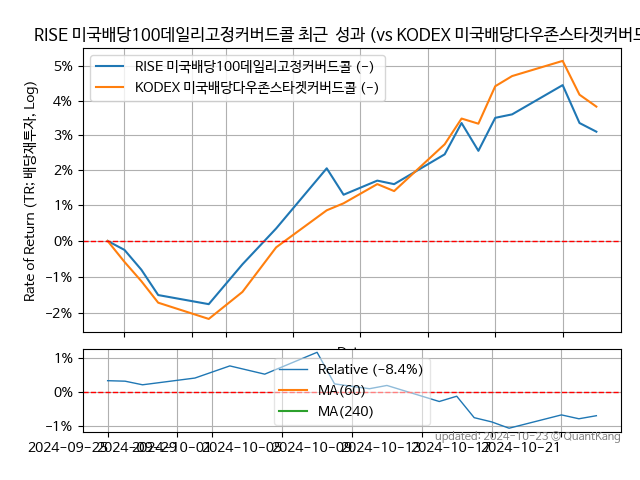 RISE 미국배당100데일리고정커버드콜 최근 성과 (vs KODEX 미국배당다우존스타겟커버드
RISE 미국배당100데일리고정커버드콜 (-)
KODEX 미국배당다우존스타겟커버드콜 (-)
Rate of Return (TR: 배당재투자, Log)
5%
4%
3%
2%
1%
0%
-1%
-2%
Relative (-8.4%)
MA(60)
MA(240)
1%
0%
-1%
updated: 2024-10-23 © QuantKang
2024-09-25
2024-09-29
2024-10-01
2024-10-05
2024-10-09
2024-10-13
2024-10-17
2024-10-21